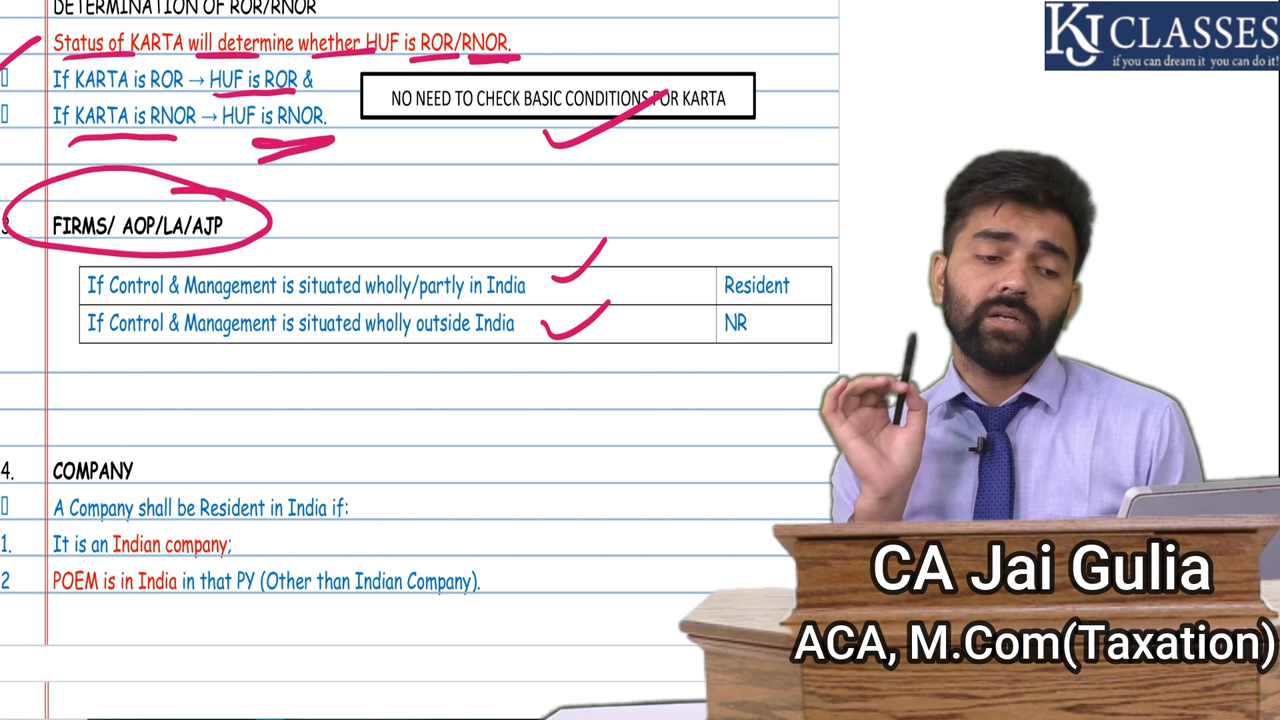 DETERMINATION OF ROR/RNOR
Status of KARTA will determine whether HUF is ROR/RNOR.
If KARTA is ROR → HUF is ROR &
If KARTA is RNOR → HUF is RNOR.
NO NEED TO CHECK BASIC CONDITIONS FOR KARTA
3 FIRMS/ AOP/LA/AJP
If Control & Management is situated wholly/partly in India Resident
If Control & Management is situated wholly outside India NR
4. COMPANY
A Company shall be Resident in India if:
1. It is an Indian company;
2 POEM is in India in that PY (Other than Indian Company).
KJ CLASSES
if you can dream it you can do it!
CA Jai Gulia
ACA, M.Com(Taxation)